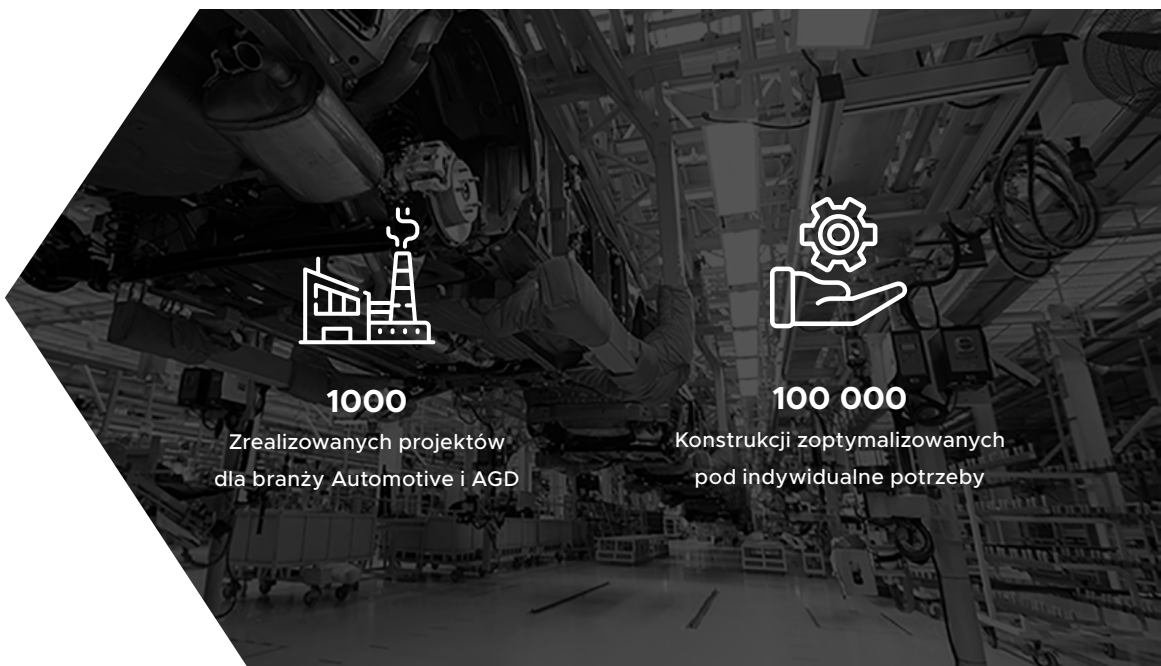 1000
Zrealizowanych projektów
dla branży Automotive i AGD
100 000
Konstrukcji zoptymalizowanych
pod indywidualne potrzeby